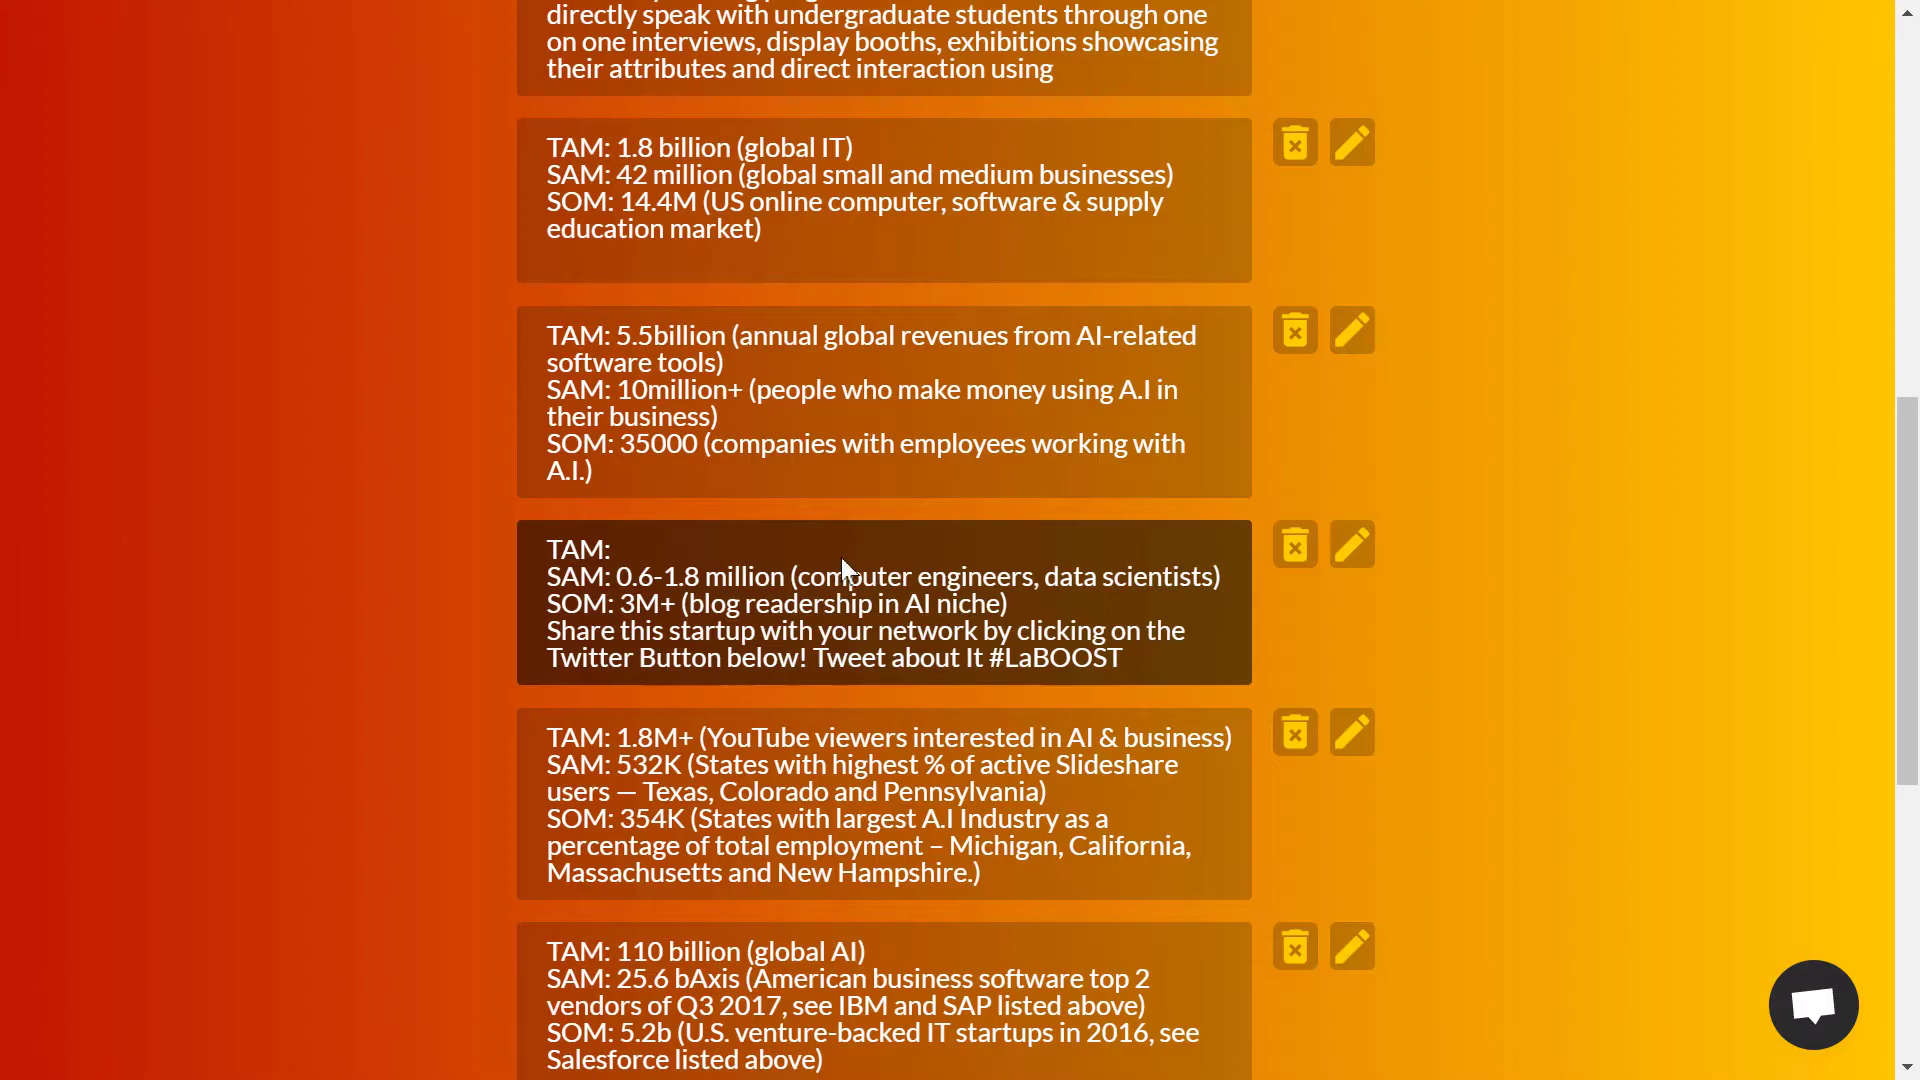 directly speak with undergraduate students through one
on one interviews, display booths, exhibitions showcasing
their attributes and direct interaction using
TAM: 1.8 billion (global IT)
SAM: 42 million (global small and medium businesses)
SOM: 14.4M (US online computer, software & supply
education market)
TAM: 5.5billion (annual global revenues from AI-related
software tools)
SAM: 10million+ (people who make money using A.I in
their business)
SOM: 35000 (companies with employees working with
A.I.)
TAM:
SAM: 0.6-1.8 million (computer engineers, data scientists)
SOM: 3M+ (blog readership in AI niche)
Share this startup with your network by clicking on the
Twitter Button below! Tweet about It #LaBOOST
TAM: 1.8M+ (YouTube viewers interested in AI & business)
SAM: 532K (States with highest % of active Slideshare
users — Texas, Colorado and Pennsylvania)
SOM: 354K (States with largest A.I Industry as a
percentage of total employment – Michigan, California,
Massachusetts and New Hampshire.)
TAM: 110 billion (global AI)
SAM: 25.6 bAxis (American business software top 2
vendors of Q3 2017, see IBM and SAP listed above)
SOM: 5.2b (U.S. venture-backed IT startups in 2016, see
Salesforce listed above)